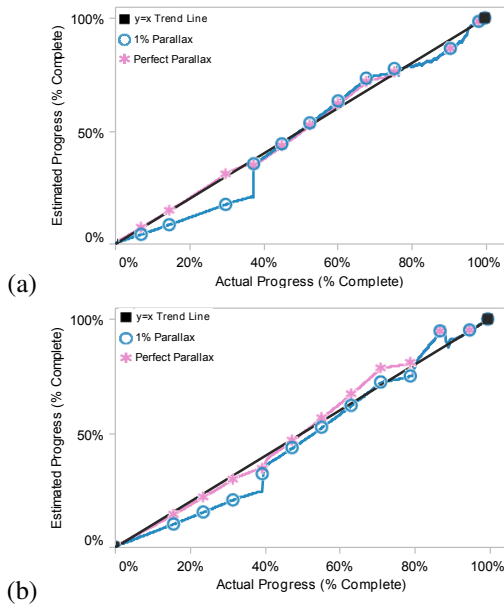 100%
y=x Trend Line
1% Parallax
Perfect Parallax
50%
0%
Estimated Progress (% Complete)
0% 20% 40% 60% 80% 100%
Actual Progress (% Complete)
(a)
100%
y=x Trend Line
1% Parallax
Perfect Parallax
50%
0%
Estimated Progress (% Complete)
0% 20% 40% 60% 80% 100%
Actual Progress (% Complete)
(b)